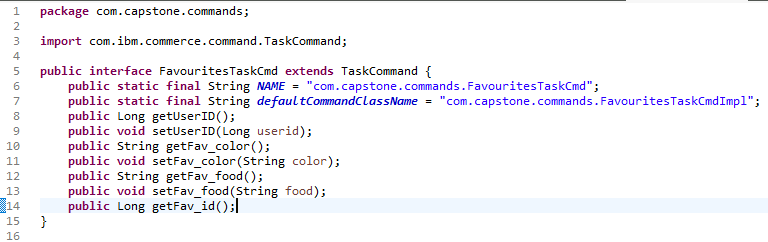 1 package com.capstone.commands;
2
3 import com.ibm.commerce.command.TaskCommand;
4
5 public interface FavouritesTaskCmd extends TaskCommand {
6     public static final String NAME = "com.capstone.commands.FavouritesTaskCmd";
7     public static final String defaultCommandClassName = "com.capstone.commands.FavouritesTaskCmdImpl";
8     public Long getUserID();
9     public void setUserID(Long userid);
10     public String getFav_color();
11     public void setFav_color(String color);
12     public String getFav_food();
13     public void setFav_food(String food);
14     public Long getFav_id();
15 }
16